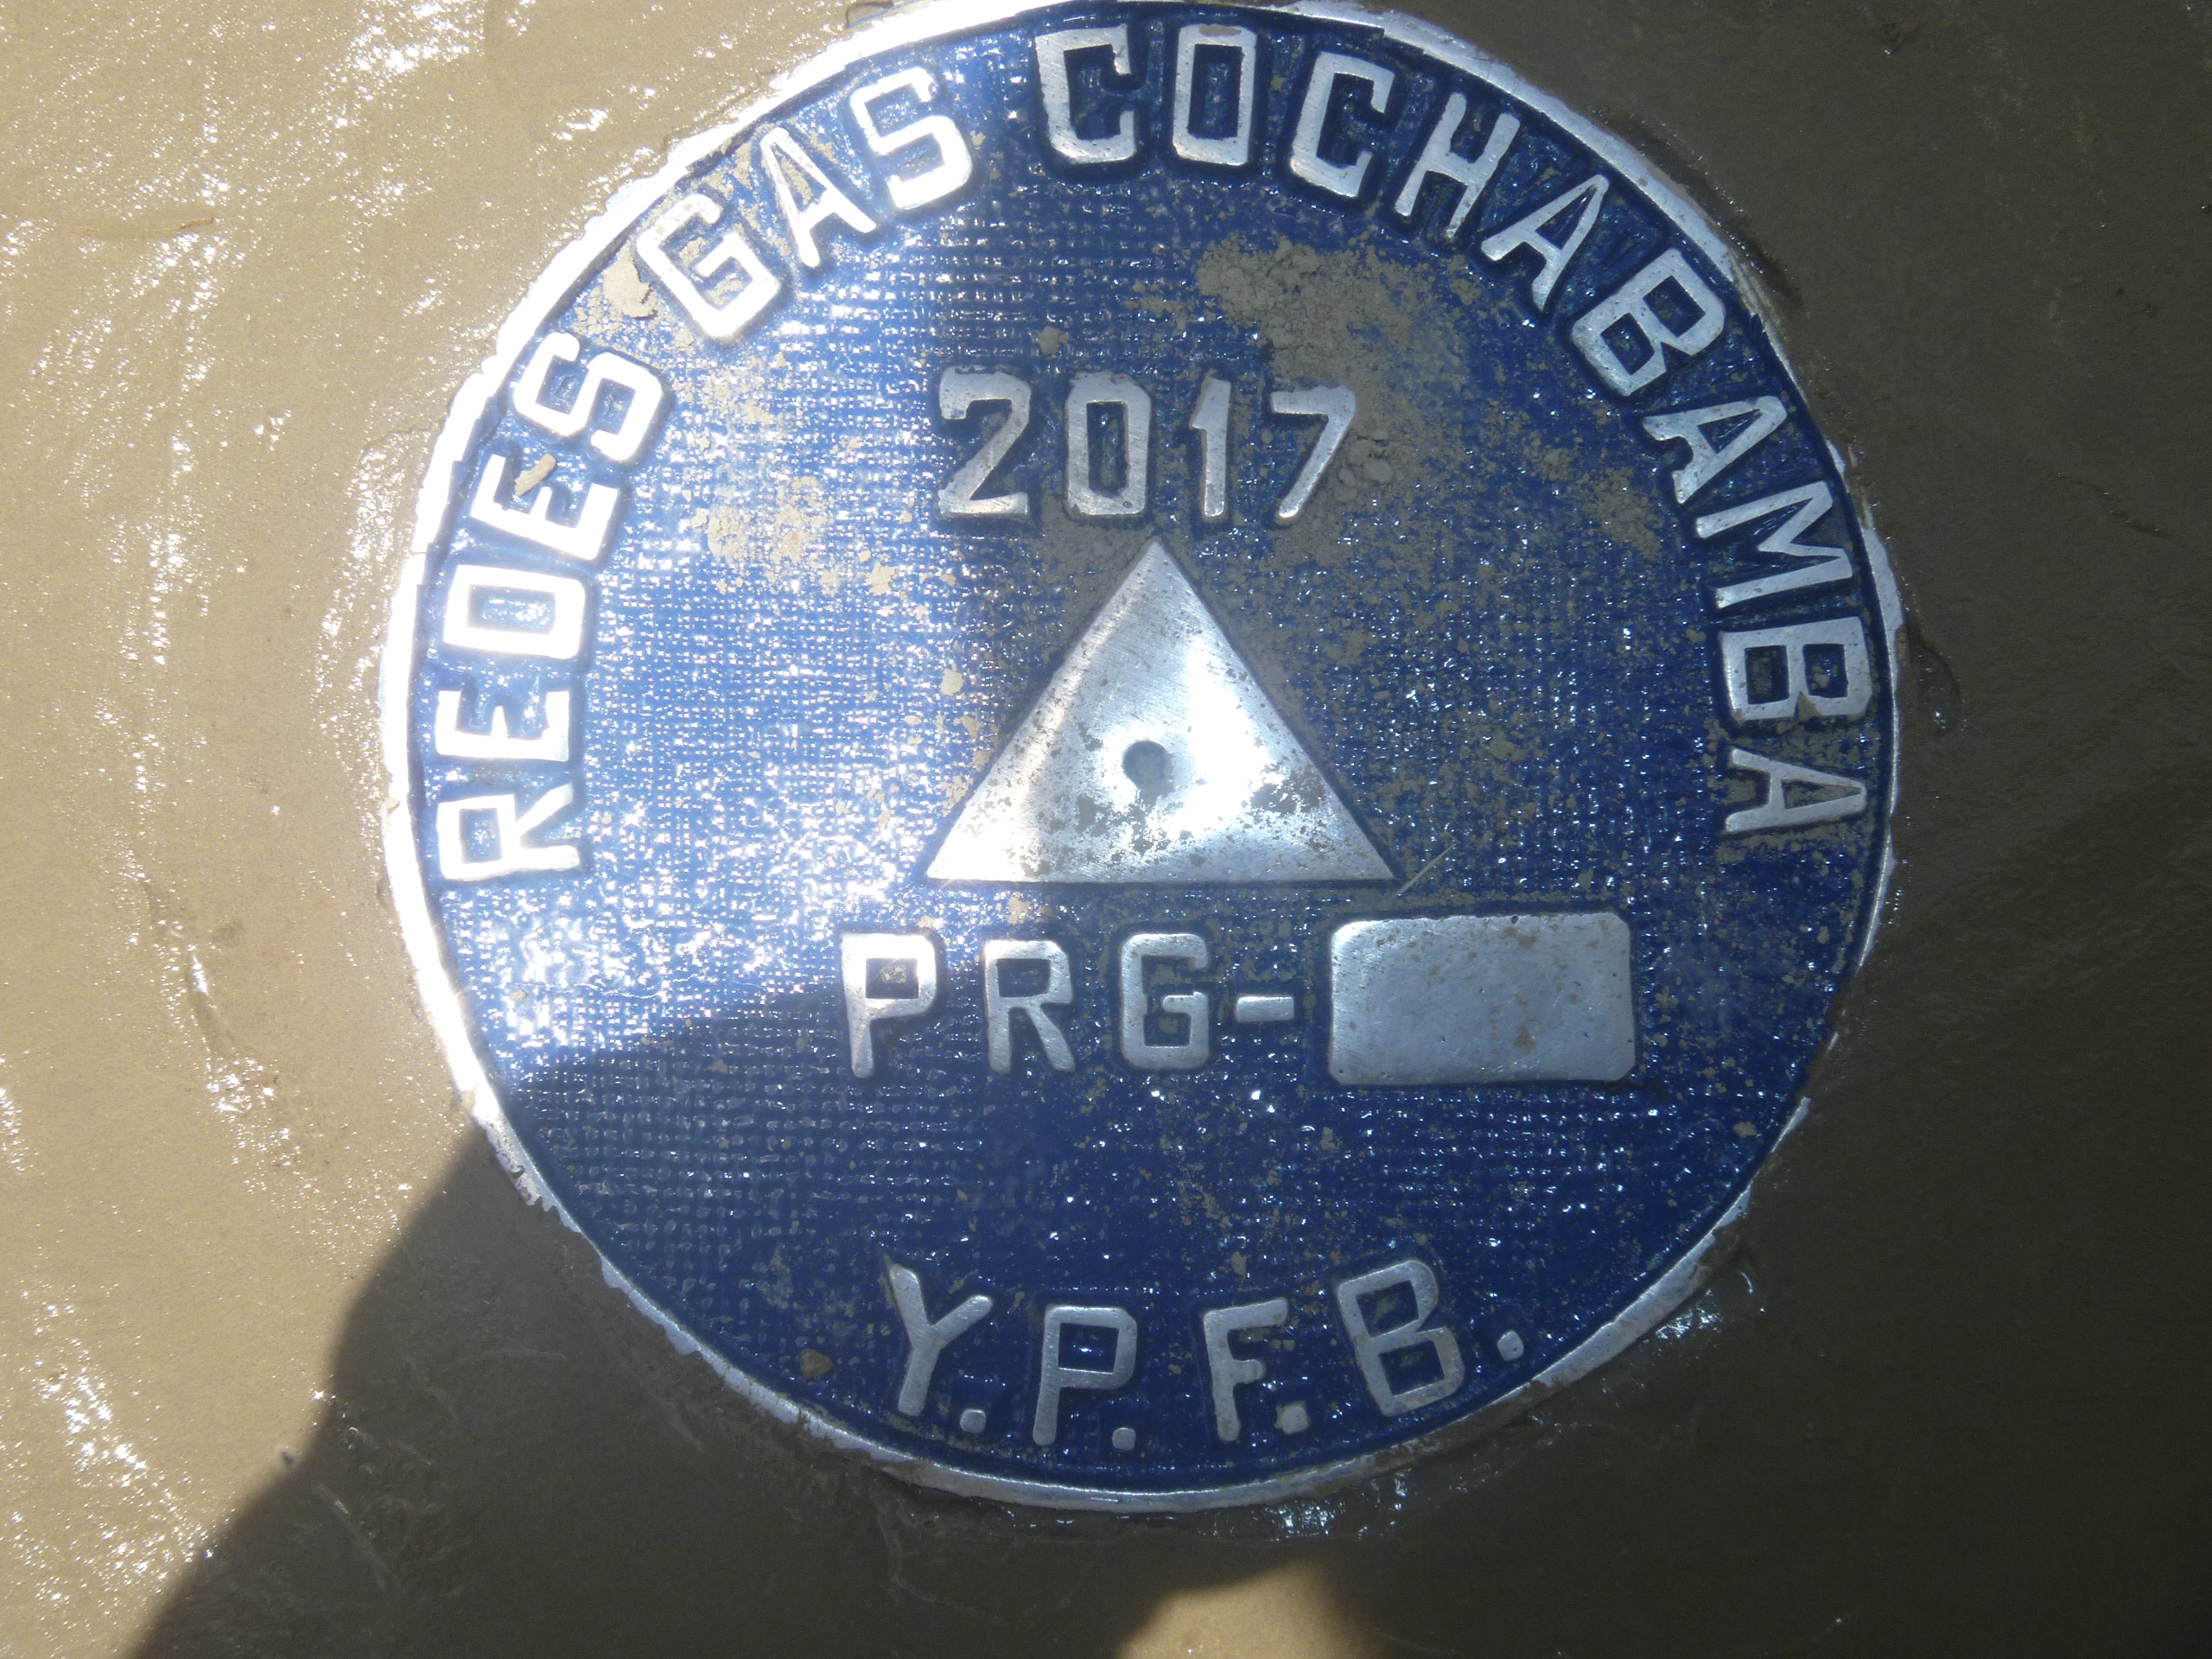 REDES GAS COCHABAMBA
2017
PRG-
Y.P.F.B.